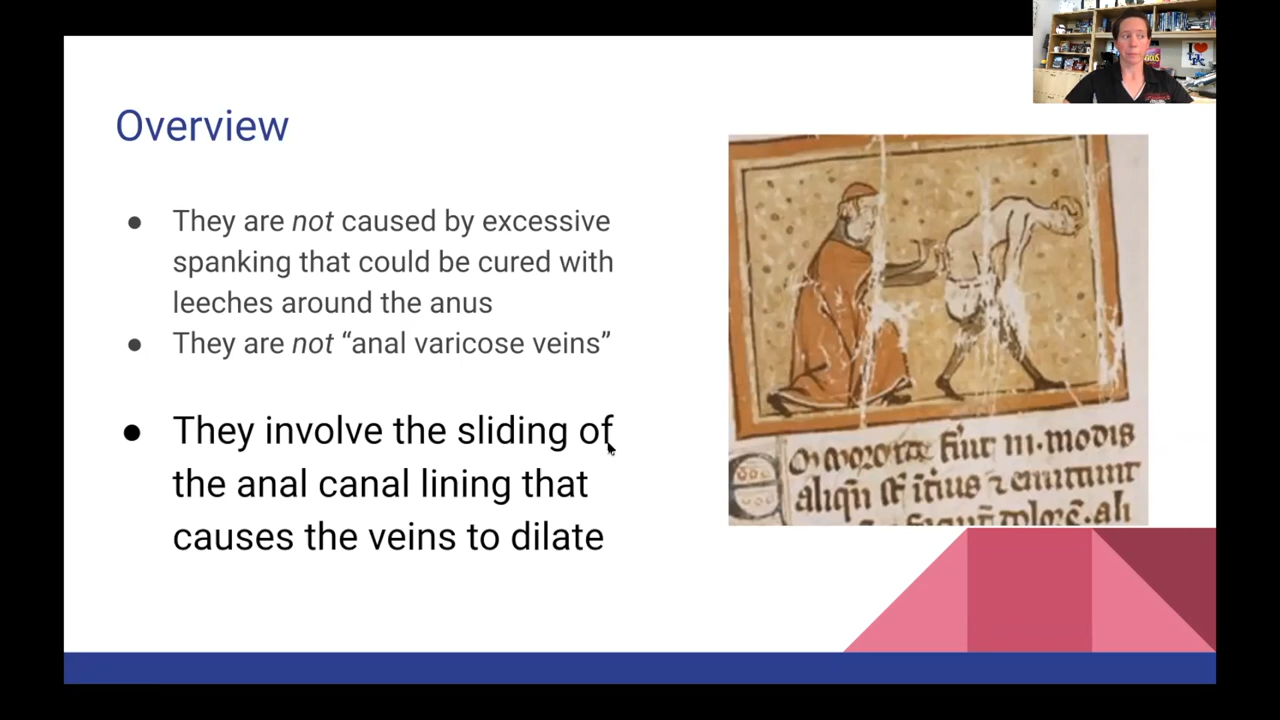 Overview
● They are not caused by excessive
spanking that could be cured with
leeches around the anus
● They are not “anal varicose veins”
● They involve the sliding of
the anal canal lining that
causes the veins to dilate
modis
I ❤